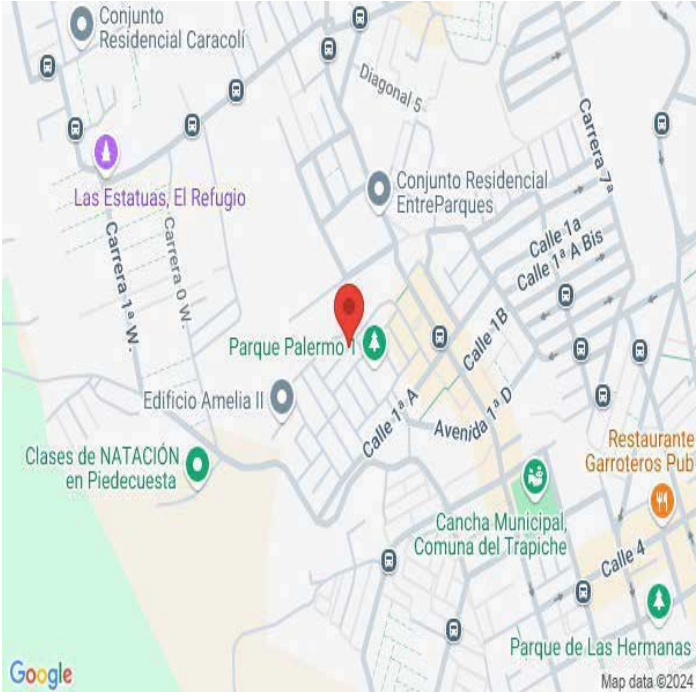 Conjunto
Residencial Caracolí
Diagonal 5
Carrera 7ª
Las Estatuas, El Refugio
Conjunto Residencial
EntreParques
Carrera 1ª W.
Carrera 0 W.
Calle 1a
Calle 1ª A Bis
Parque Palermo 1
Calle 1B
Edificio Amelia II
Calle 1ª A
Avenida 1ª D
Clases de NATACIÓN
en Piedecuesta
Restaurante
Garroteros Pub
Cancha Municipal,
Comuna del Trapiche
Calle 4
Parque de Las Hermanas
Google
Map data ©2024